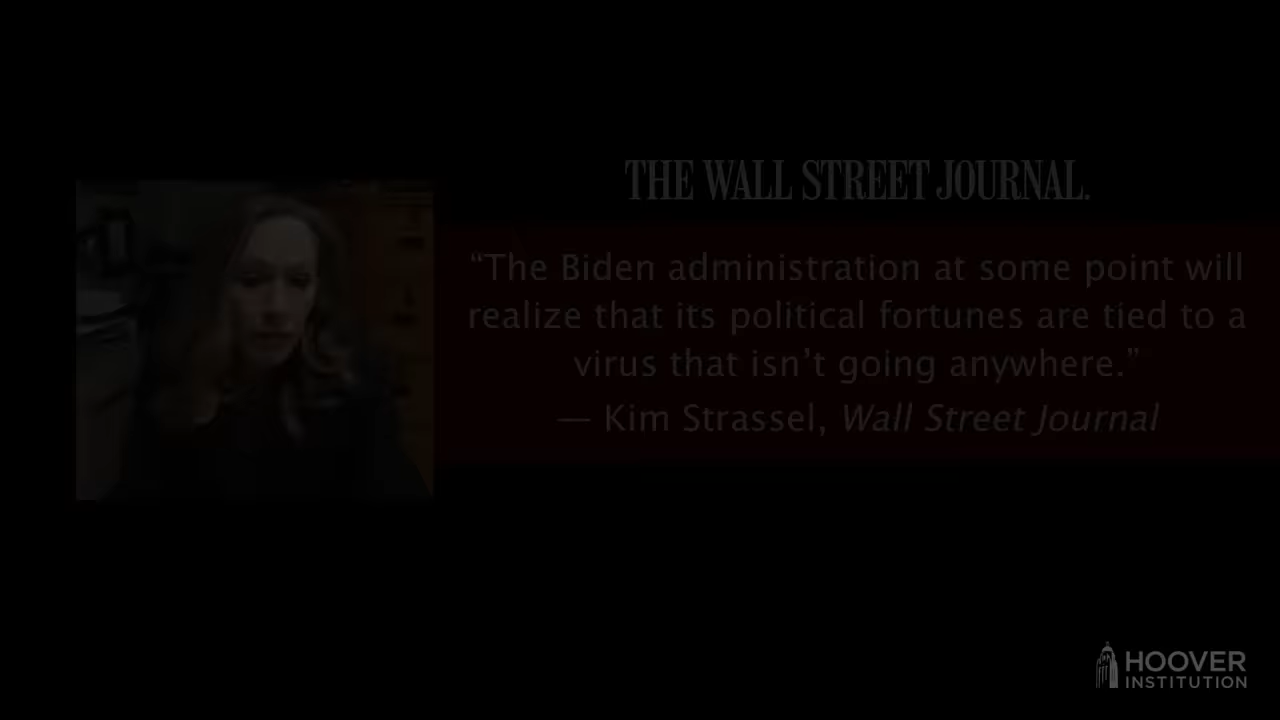 THE WALL STREET JOURNAL.
“The Biden administration at some point will
realize that its political fortunes are tied to a
virus that isn’t going anywhere.”
— Kim Strassel, Wall Street Journal
HOOVER
INSTITUTION